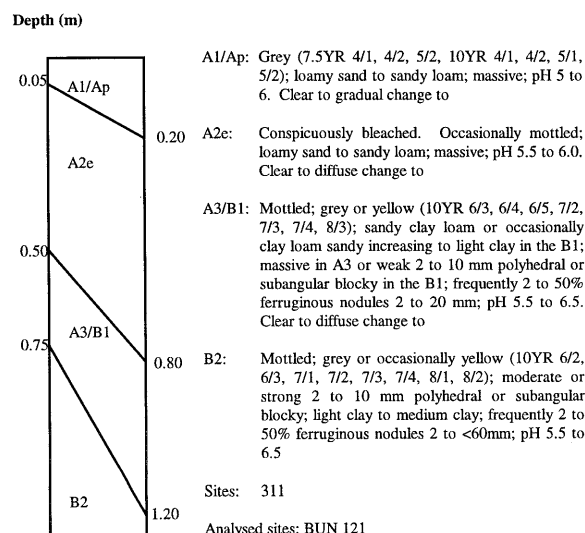 Depth (m)
0.05
A1/Ap
0.20
A2e
0.50
A3/B1
0.75
0.80
B2
1.20
A1/Ap: Grey (7.5YR 4/1, 4/2, 5/2, 10YR 4/1, 4/2, 5/1,
5/2); loamy sand to sandy loam; massive; pH 5 to
6. Clear to gradual change to
A2e: Conspicuously bleached. Occasionally mottled;
loamy sand to sandy loam; massive; pH 5.5 to 6.0.
Clear to diffuse change to
A3/B1: Mottled; grey or yellow (10YR 6/3, 6/4, 6/5, 7/2,
7/3, 7/4, 8/3); sandy clay loam or occasionally
clay loam sandy increasing to light clay in the B1;
massive in A3 or weak 2 to 10 mm polyhedral or
subangular blocky in the B1; frequently 2 to 50%
ferruginous nodules 2 to 20 mm; pH 5.5 to 6.5.
Clear to diffuse change to
B2: Mottled; grey or occasionally yellow (10YR 6/2,
6/3, 7/1, 7/2, 7/3, 7/4, 8/1, 8/2); moderate or
strong 2 to 10 mm polyhedral or subangular
blocky; light clay to medium clay; frequently 2 to
50% ferruginous nodules 2 to <60mm; pH 5.5 to
6.5
Sites: 311
Analysed sites: BUN 121